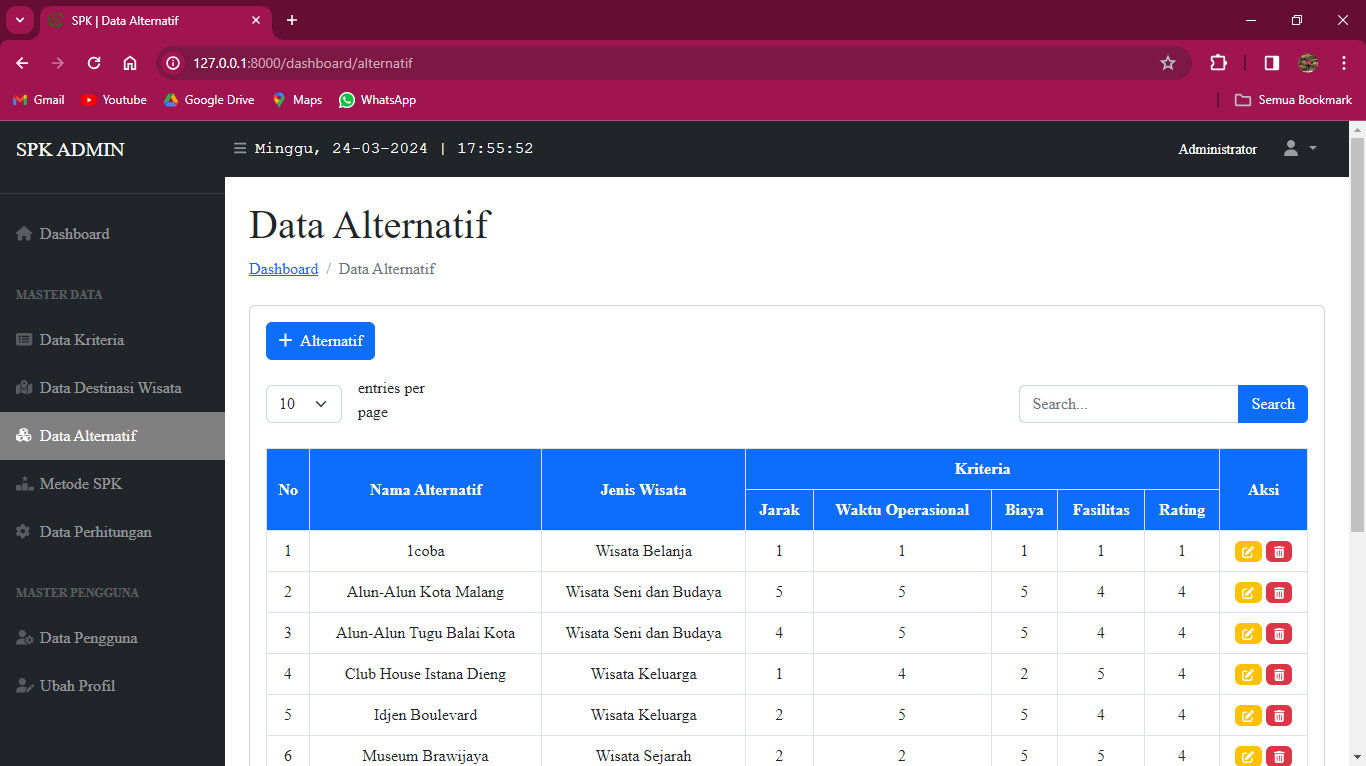 SPK | Data Alternatif
127.0.0.1:8000/dashboard/alternatif
Gmail Youtube Google Drive Maps WhatsApp Semua Bookmark
SPK ADMIN Minggu, 24-03-2024 | 17:55:52 Administrator
Dashboard
MASTER DATA
Data Kriteria
Data Destinasi Wisata
Data Alternatif
Metode SPK
Data Perhitungan
MASTER PENGGUNA
Data Pengguna
Ubah Profil
Data Alternatif
Dashboard / Data Alternatif
+ Alternatif
10 entries per
page
Search... Search
No Nama Alternatif Jenis Wisata Kriteria Aksi
Jarak Waktu Operasional Biaya Fasilitas Rating
1 1coba Wisata Belanja 1 1 1 1 1
2 Alun-Alun Kota Malang Wisata Seni dan Budaya 5 5 5 4 4
3 Alun-Alun Tugu Balai Kota Wisata Seni dan Budaya 4 5 5 4 4
4 Club House Istana Dieng Wisata Keluarga 1 4 2 5 4
5 Idjen Boulevard Wisata Keluarga 2 5 5 4 4
6 Museum Brawijaya Wisata Sejarah 2 2 5 5 4